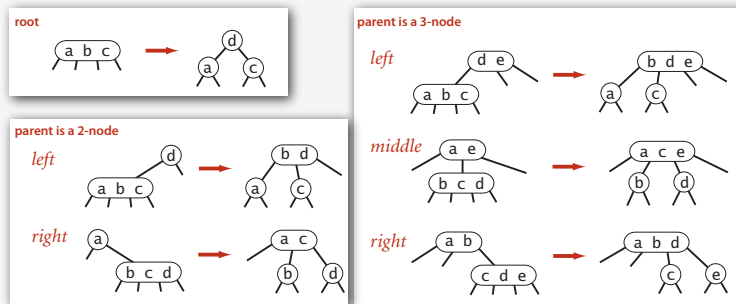 root
a b c
d
a c
parent is a 2-node
left
d
a b c
b d
a c
right
a
b c d
a c
b d
parent is a 3-node
left
d e
a b c
b d e
a c
middle
a e
b c d
a c e
b d
right
a b
c d e
a b d
c e